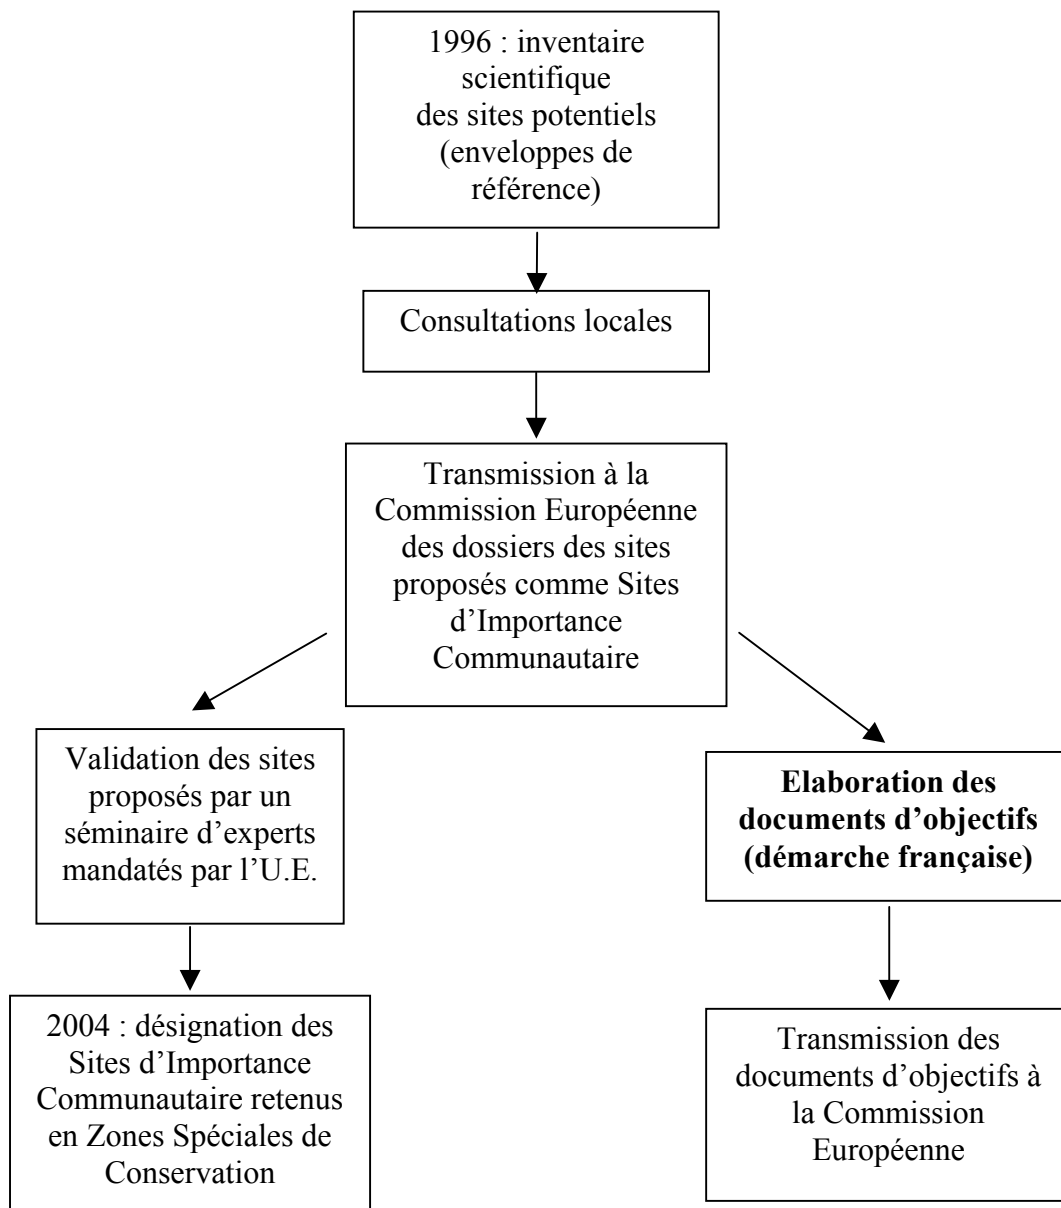 1996 : inventaire
scientifique
des sites potentiels
(enveloppes de
référence)
Consultations locales
Transmission à la
Commission Européenne
des dossiers des sites
proposés comme Sites
d’Importance
Communautaire
Validation des sites
proposés par un
séminaire d’experts
mandatés par l’U.E.
Elaboration des
documents d’objectifs
(démarche française)
2004 : désignation des
Sites d’Importance
Communautaire retenus
en Zones Spéciales de
Conservation
Transmission des
documents d’objectifs à
la Commission
Européenne